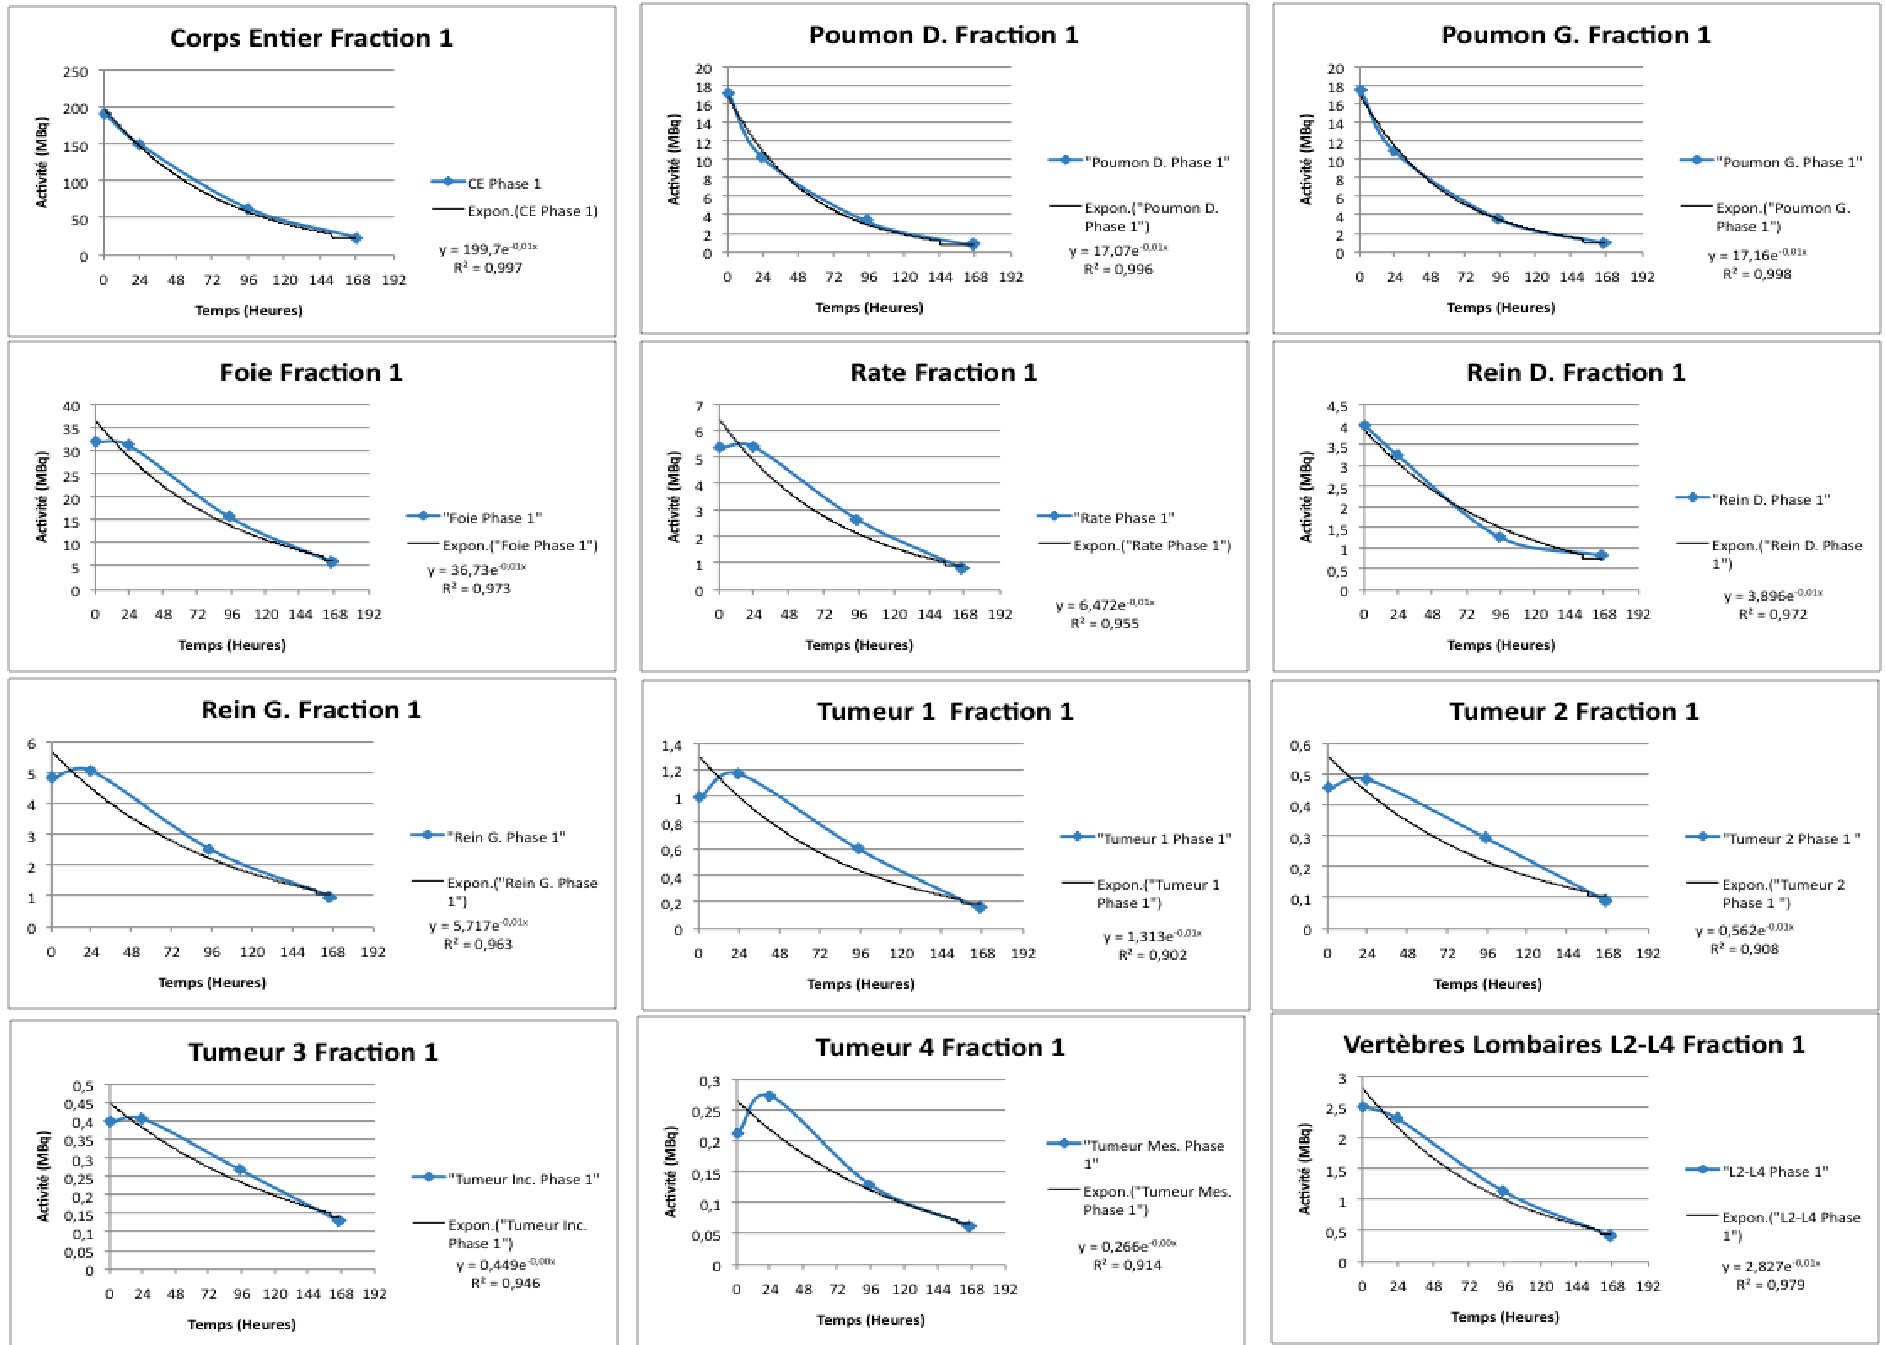 Corps Entier Fraction 1
250
200
150
100
50
0
Activité (MBq)
0 24 48 72 96 120 144 168 192
Temps (Heures)
CE Phase 1
Expon.(CE Phase 1)
y = 199,7e-0,01x
R² = 0,997
Poumon D. Fraction 1
20
18
16
14
12
10
8
6
4
2
0
Activité (MBq)
0 24 48 72 96 120 144 168 192
Temps (Heures)
"Poumon D. Phase 1"
Expon.("Poumon D.
Phase 1")
y = 17,07e-0,01x
R² = 0,996
Poumon G. Fraction 1
20
18
16
14
12
10
8
6
4
2
0
Activité (MBq)
0 24 48 72 96 120 144 168 192
Temps (Heures)
"Poumon G. Phase 1"
Expon.("Poumon G.
Phase 1")
y = 17,16e-0,01x
R² = 0,998
Foie Fraction 1
40
35
30
25
20
15
10
5
0
Activité (MBq)
0 24 48 72 96 120 144 168 192
Temps (Heures)
"Foie Phase 1"
Expon.("Foie Phase 1")
y = 36,73e-0,01x
R² = 0,973
Rate Fraction 1
7
6
5
4
3
2
1
0
Activité (MBq)
0 24 48 72 96 120 144 168 192
Temps (Heures)
"Rate Phase 1"
Expon.("Rate Phase 1")
y = 6,472e-0,01x
R² = 0,955
Rein D. Fraction 1
4,5
4
3,5
3
2,5
2
1,5
1
0,5
0
Activité (MBq)
0 24 48 72 96 120 144 168 192
Temps (Heures)
"Rein D. Phase 1"
Expon.("Rein D. Phase
1")
y = 3,896e-0,01x
R² = 0,972
Rein G. Fraction 1
6
5
4
3
2
1
0
Activité (MBq)
0 24 48 72 96 120 144 168 192
Temps (Heures)
"Rein G. Phase 1"
Expon.("Rein G. Phase
1")
y = 5,717e-0,01x
R² = 0,963
Tumeur 1 Fraction 1
1,4
1,2
1
0,8
0,6
0,4
0,2
0
Activité (MBq)
0 24 48 72 96 120 144 168 192
Temps (Heures)
"Tumeur 1 Phase 1"
Expon.("Tumeur 1
Phase 1")
y = 1,313e-0,01x
R² = 0,902
Tumeur 2 Fraction 1
0,6
0,5
0,4
0,3
0,2
0,1
0
Activité (MBq)
0 24 48 72 96 120 144 168 192
Temps (Heures)
"Tumeur 2 Phase 1 "
Expon.("Tumeur 2
Phase 1 ")
y = 0,562e-0,01x
R² = 0,908
Tumeur 3 Fraction 1
0,5
0,45
0,4
0,35
0,3
0,25
0,2
0,15
0,1
0,05
0
Activité (MBq)
0 24 48 72 96 120 144 168 192
Temps (Heures)
"Tumeur Inc. Phase 1"
Expon.("Tumeur Inc.
Phase 1")
y = 0,449e-0,00x
R² = 0,946
Tumeur 4 Fraction 1
0,3
0,25
0,2
0,15
0,1
0,05
0
Activité (MBq)
0 24 48 72 96 120 144 168 192
Temps (Heures)
"Tumeur Mes. Phase
1"
Expon.("Tumeur Mes.
Phase 1")
y = 0,266e-0,00x
R² = 0,914
Vertèbres Lombaires L2-L4 Fraction 1
3
2,5
2
1,5
1
0,5
0
Activité (MBq)
0 24 48 72 96 120 144 168 192
Temps (Heures)
"L2-L4 Phase 1"
Expon.("L2-L4 Phase
1")
y = 2,827e-0,01x
R² = 0,979